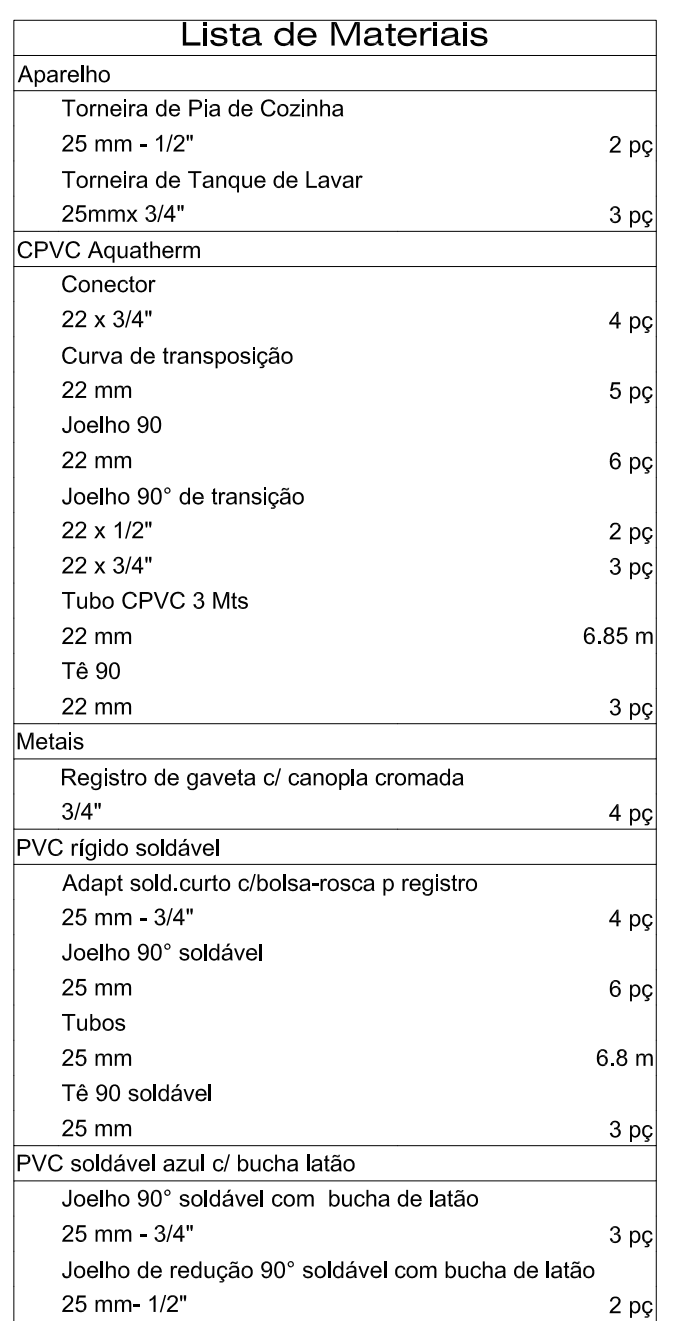 Lista de Materiais
Aparelho
Torneira de Pia de Cozinha
25 mm - 1/2" 2 pç
Torneira de Tanque de Lavar
25mmx 3/4" 3 pç
CPVC Aquatherm
Conector
22 x 3/4" 4 pç
Curva de transposição
22 mm 5 pç
Joelho 90
22 mm 6 pç
Joelho 90° de transição
22 x 1/2" 2 pç
22 x 3/4" 3 pç
Tubo CPVC 3 Mts
22 mm 6.85 m
Tê 90
22 mm 3 pç
Metais
Registro de gaveta c/ canopla cromada
3/4" 4 pç
PVC rígido soldável
Adapt sold.curto c/bolsa-rosca p registro
25 mm - 3/4" 4 pç
Joelho 90° soldável
25 mm 6 pç
Tubos
25 mm 6.8 m
Tê 90 soldável
25 mm 3 pç
PVC soldável azul c/ bucha latão
Joelho 90° soldável com bucha de latão
25 mm - 3/4" 3 pç
Joelho de redução 90° soldável com bucha de latão
25 mm- 1/2" 2 pç